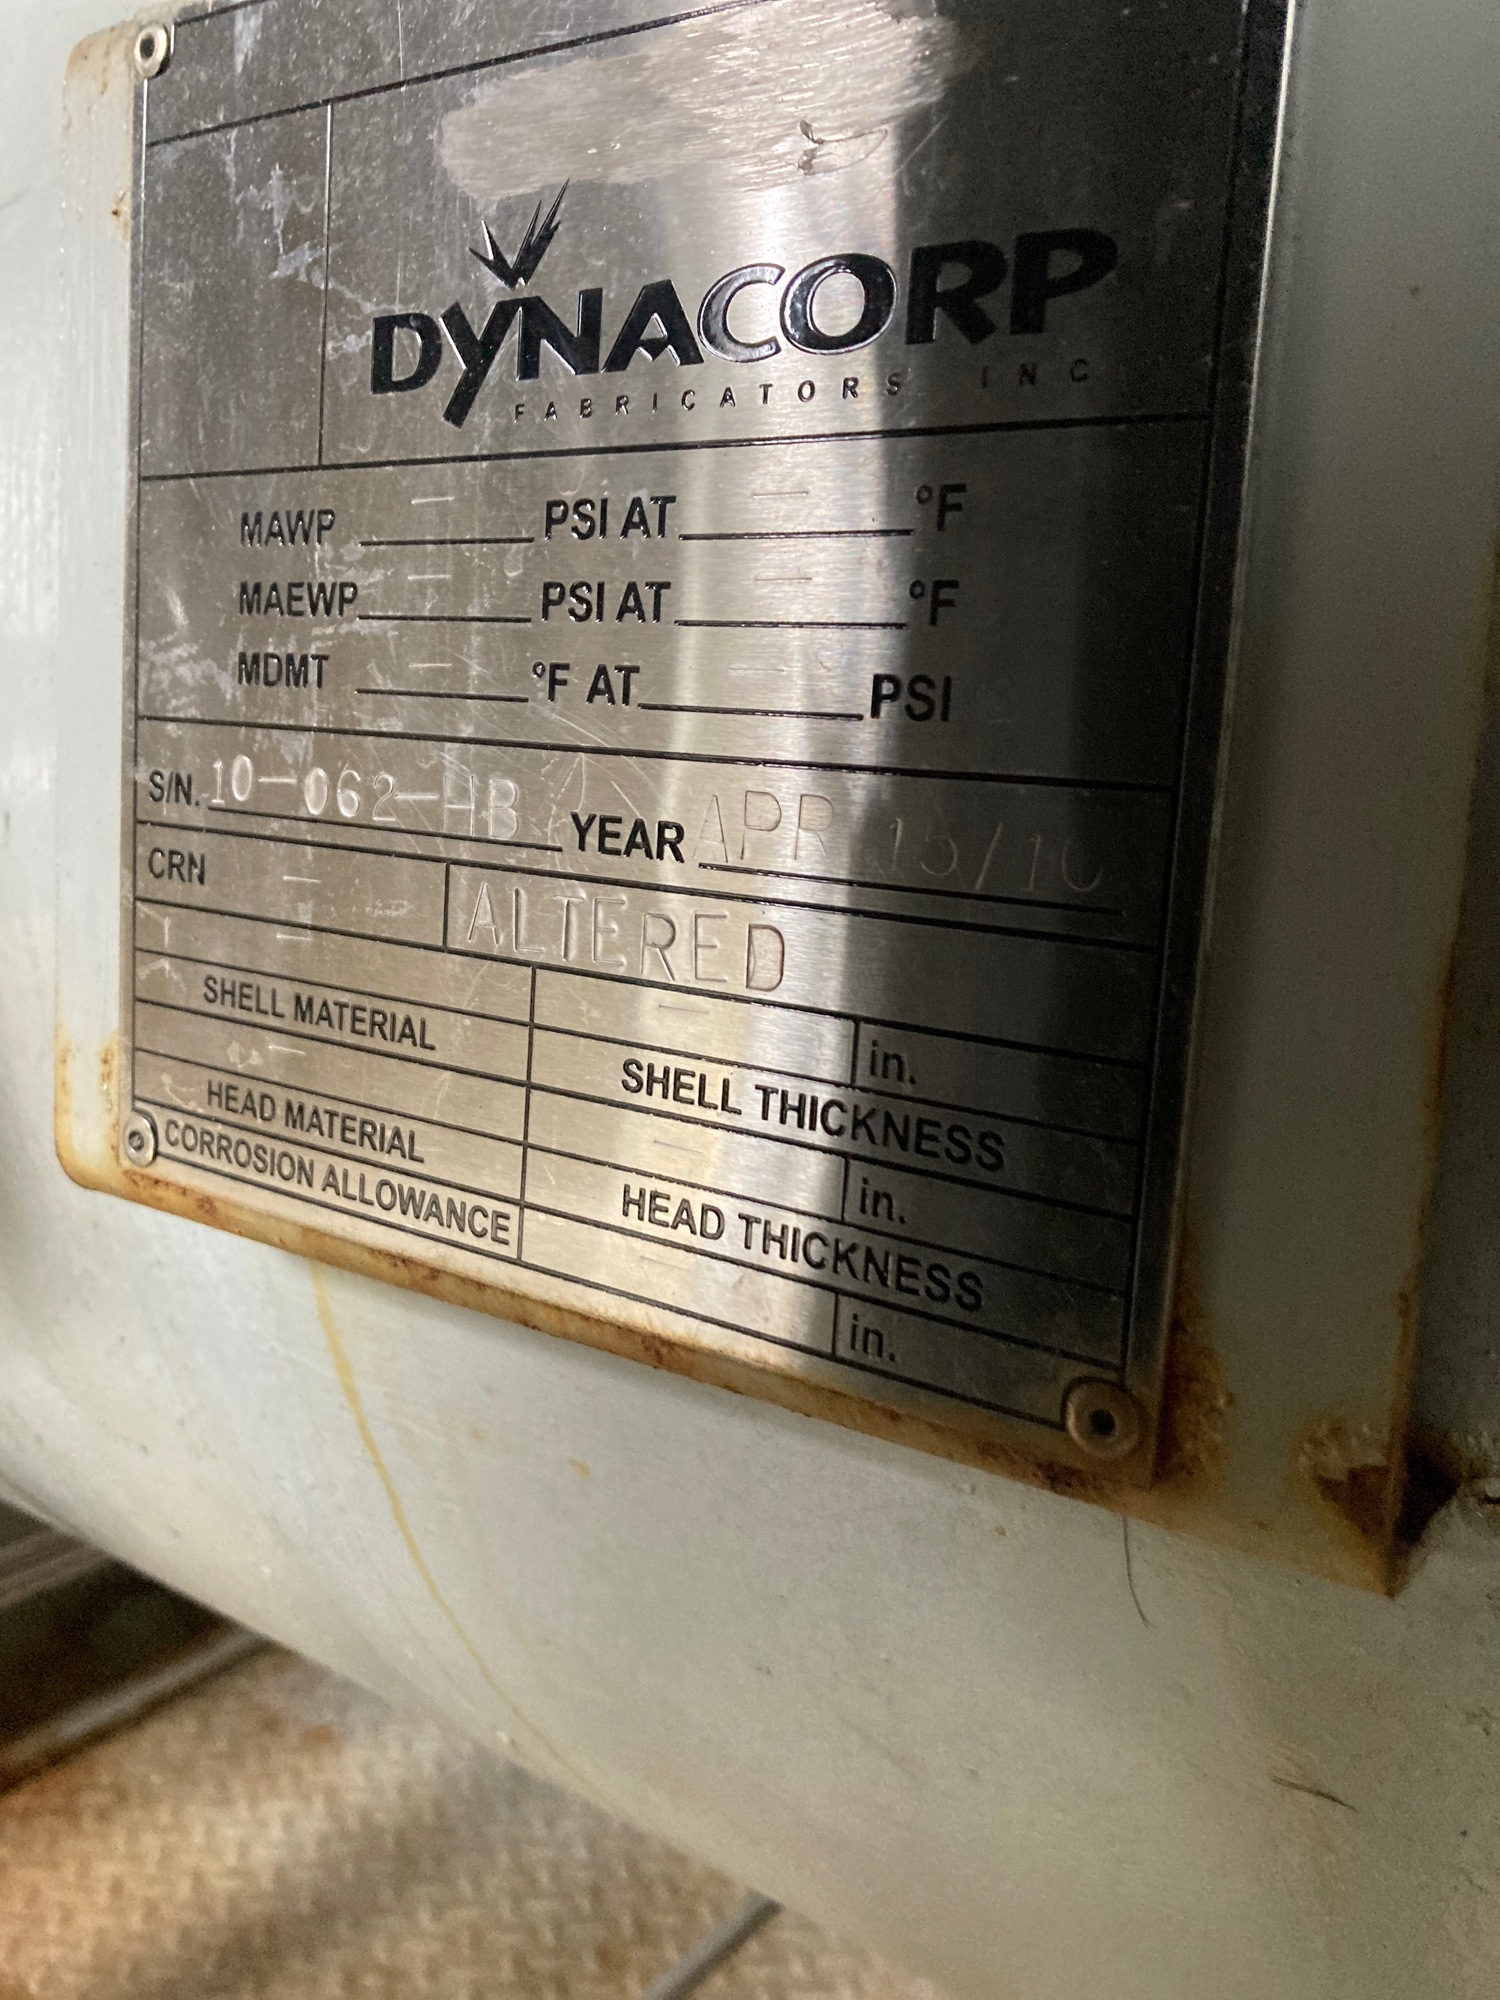 DYNACORP
FABRICATORS INC
MAWP — PSI AT — °F
MAEWP — PSI AT — °F
MDMT — °F AT — PSI
S/N. 10-062-HB YEAR APR 15/10
CRN — ALTERED
— —  in.
SHELL MATERIAL SHELL THICKNESS
— — in.
HEAD MATERIAL HEAD THICKNESS
CORROSION ALLOWANCE — in.